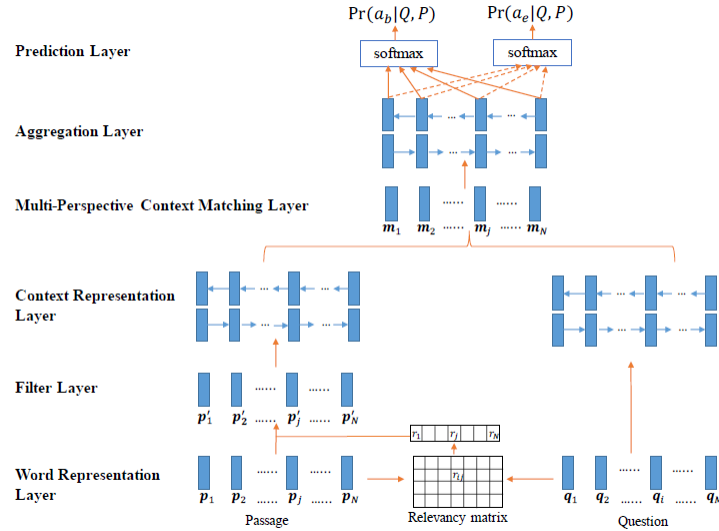 Pr(a_b|Q, P) Pr(a_e|Q, P)
Prediction Layer
softmax softmax
... ...
Aggregation Layer
... ...
Multi-Perspective Context Matching Layer
...... ......
m_1 m_2 ...... m_j ...... m_N
Context Representation
Layer
... ... ... ...
... ... ... ...
Filter Layer
...... ......
p'_1 p'_2 ...... p'_j ...... p'_N
r_1 r_j r_N
Word Representation
Layer
...... ...... r_ij ...... ......
p_1 p_2 ...... p_j ...... p_N q_1 q_2 ...... q_i ...... q_M
Passage Relevancy matrix Question